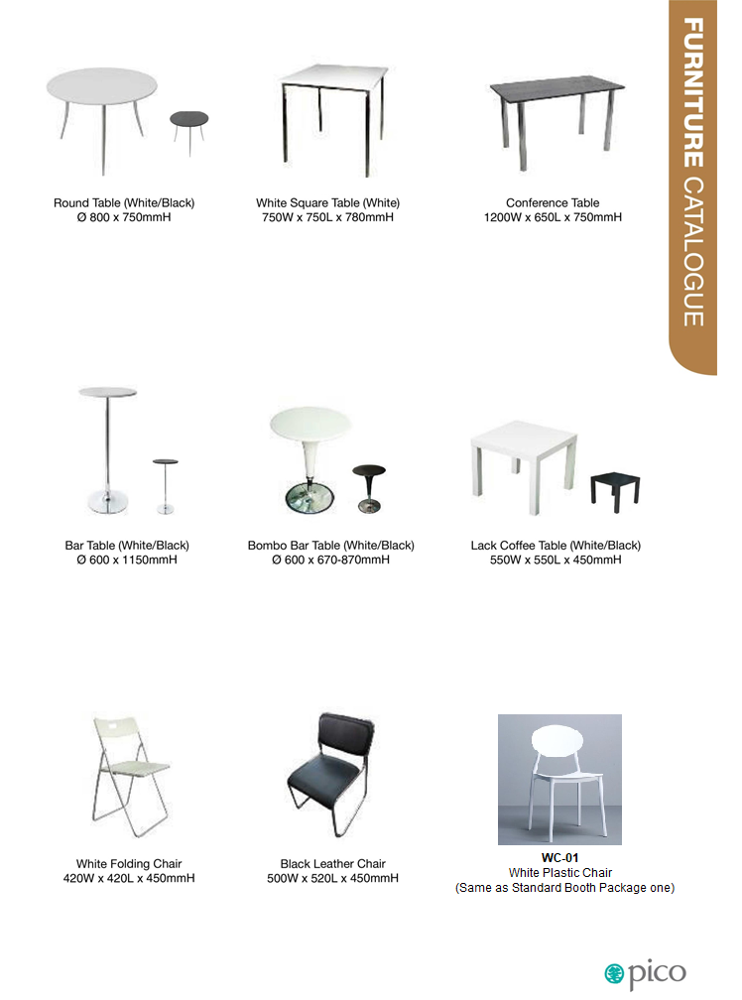 FURNITURE CATALOGUE
Round Table (White/Black)
Ø 800 x 750mmH
White Square Table (White)
750W x 750L x 780mmH
Conference Table
1200W x 650L x 750mmH
Bar Table (White/Black)
Ø 600 x 1150mmH
Bombo Bar Table (White/Black)
Ø 600 x 670-870mmH
Lack Coffee Table (White/Black)
550W x 550L x 450mmH
White Folding Chair
420W x 420L x 450mmH
Black Leather Chair
500W x 520L x 450mmH
WC-01
White Plastic Chair
(Same as Standard Booth Package one)
pico